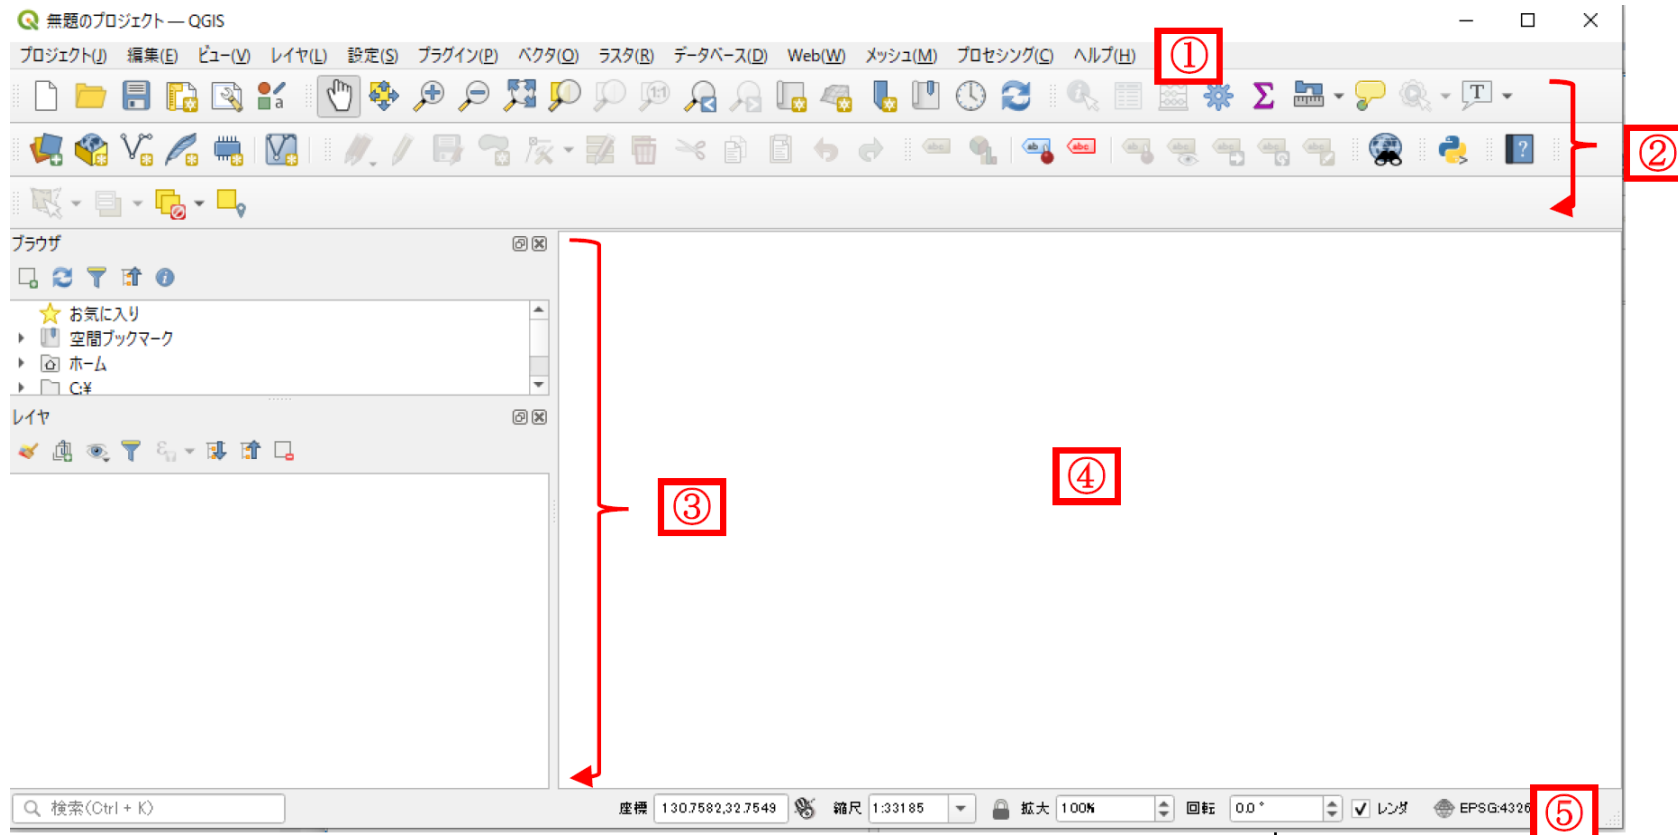 無題のプロジェクト — QGIS
プロジェクト(J) 編集(E) ビュー(V) レイヤ(L) 設定(S) プラグイン(P) ベクタ(O) ラスタ(R) データベース(D) Web(W) メッシュ(M) プロセシング(C) ヘルプ(H)
①
②
ブラウザ
お気に入り
空間ブックマーク
ホーム
C:¥
レイヤ
③
④
検索(Ctrl + K)
座標 130.7582,32.7549 縮尺 1:33185 拡大 100% 回転 0.0 ° レンダ EPSG:4326
⑤